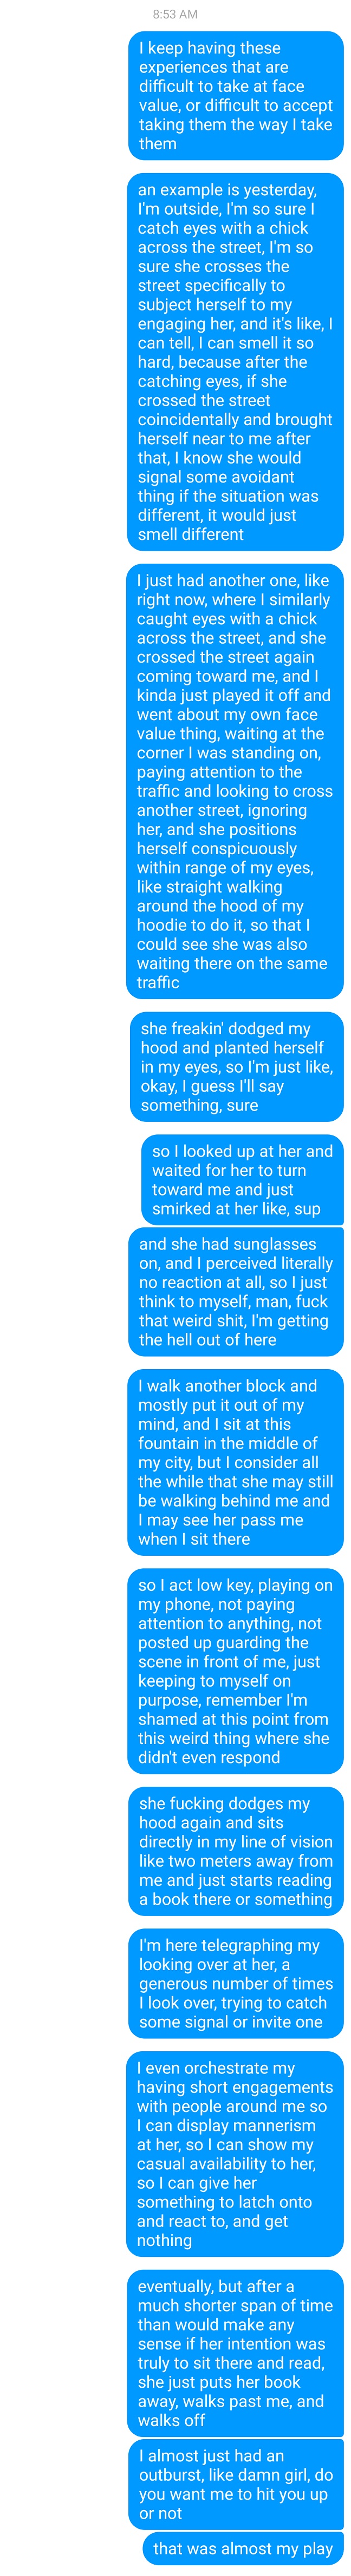 8:53 AM
I keep having these
experiences that are
difficult to take at face
value, or difficult to accept
taking them the way I take
them
an example is yesterday,
I'm outside, I'm so sure I
catch eyes with a chick
across the street, I'm so
sure she crosses the
street specifically to
subject herself to my
engaging her, and it's like, I
can tell, I can smell it so
hard, because after the
catching eyes, if she
crossed the street
coincidentally and brought
herself near to me after
that, I know she would
signal some avoidant
thing if the situation was
different, it would just
smell different
I just had another one, like
right now, where I similarly
caught eyes with a chick
across the street, and she
crossed the street again
coming toward me, and I
kinda just played it off and
went about my own face
value thing, waiting at the
corner I was standing on,
paying attention to the
traffic and looking to cross
another street, ignoring
her, and she positions
herself conspicuously
within range of my eyes,
like straight walking
around the hood of my
hoodie to do it, so that I
could see she was also
waiting there on the same
traffic
she freakin' dodged my
hood and planted herself
in my eyes, so I'm just like,
okay, I guess I'll say
something, sure
so I looked up at her and
waited for her to turn
toward me and just
smirked at her like, sup
and she had sunglasses
on, and I perceived literally
no reaction at all, so I just
think to myself, man, fuck
that weird shit, I'm getting
the hell out of here
I walk another block and
mostly put it out of my
mind, and I sit at this
fountain in the middle of
my city, but I consider all
the while that she may still
be walking behind me and
I may see her pass me
when I sit there
so I act low key, playing on
my phone, not paying
attention to anything, not
posted up guarding the
scene in front of me, just
keeping to myself on
purpose, remember I'm
shamed at this point from
this weird thing where she
didn't even respond
she fucking dodges my
hood again and sits
directly in my line of vision
like two meters away from
me and just starts reading
a book there or something
I'm here telegraphing my
looking over at her, a
generous number of times
I look over, trying to catch
some signal or invite one
I even orchestrate my
having short engagements
with people around me so
I can display mannerism
at her, so I can show my
casual availability to her,
so I can give her
something to latch onto
and react to, and get
nothing
eventually, but after a
much shorter span of time
than would make any
sense if her intention was
truly to sit there and read,
she just puts her book
away, walks past me, and
walks off
I almost just had an
outburst, like damn girl, do
you want me to hit you up
or not
that was almost my play